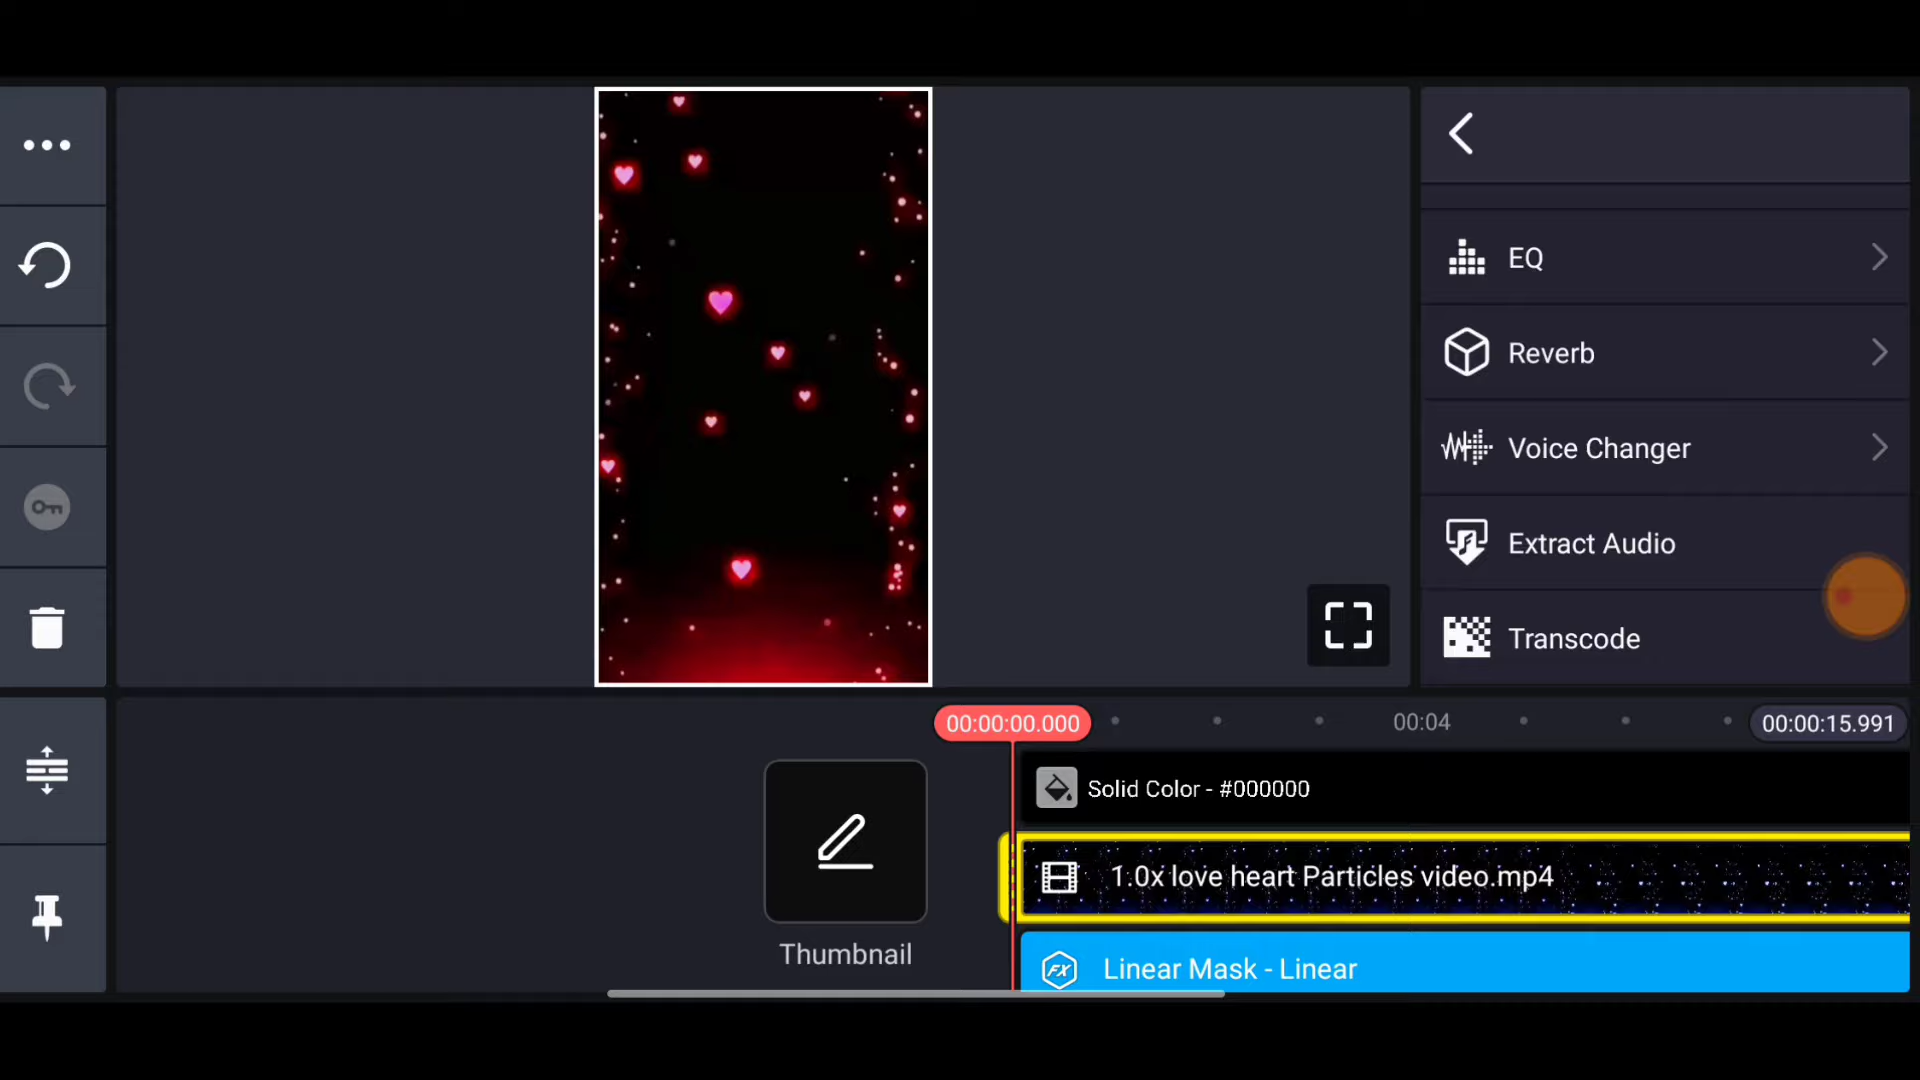 EQ
Reverb
Voice Changer
Extract Audio
Transcode
00:00:00.000
00:04
00:00:15.991
Solid Color - #000000
1.0x love heart Particles video.mp4
Thumbnail
FX Linear Mask - Linear